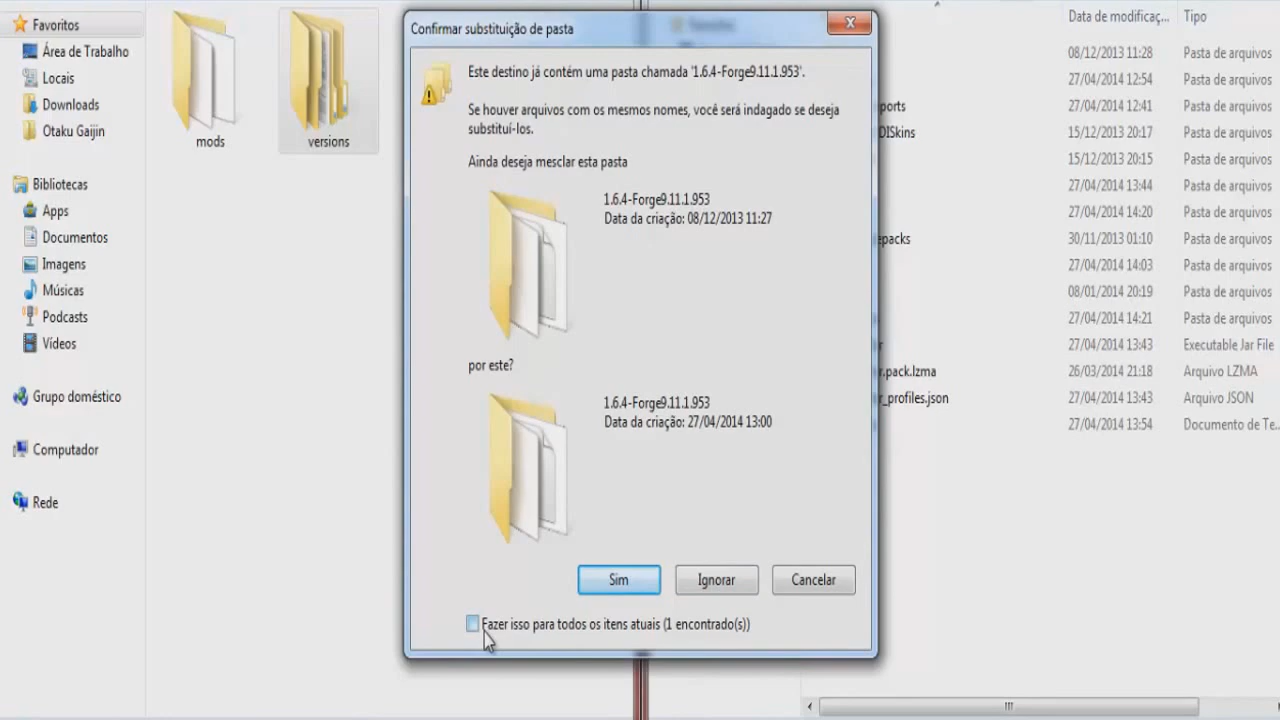 Favoritos
Área de Trabalho
Locais
Downloads
Otaku Gaijin
Bibliotecas
Apps
Documentos
Imagens
Músicas
Podcasts
Vídeos
Grupo doméstico
Computador
Rede
mods
versions
Confirmar substituição de pasta
Este destino já contém uma pasta chamada '1.6.4-Forge9.11.1.953'.
Se houver arquivos com os mesmos nomes, você será indagado se deseja
substituí-los.
Ainda deseja mesclar esta pasta
1.6.4-Forge9.11.1.953
Data da criação: 08/12/2013 11:27
por este?
1.6.4-Forge9.11.1.953
Data da criação: 27/04/2014 13:00
Sim
Ignorar
Cancelar
Fazer isso para todos os itens atuais (1 encontrado(s))
Data de modificaç... Tipo
08/12/2013 11:28 Pasta de arquivos
27/04/2014 12:54 Pasta de arquivos
ports 27/04/2014 12:41 Pasta de arquivos
DISkins 15/12/2013 20:17 Pasta de arquivos
15/12/2013 20:15 Pasta de arquivos
27/04/2014 13:44 Pasta de arquivos
27/04/2014 14:20 Pasta de arquivos
epacks 30/11/2013 01:10 Pasta de arquivos
27/04/2014 14:03 Pasta de arquivos
08/01/2014 20:19 Pasta de arquivos
27/04/2014 14:21 Pasta de arquivos
r 27/04/2014 13:43 Executable Jar File
r.pack.lzma 26/03/2014 21:18 Arquivo LZMA
r_profiles.json 27/04/2014 13:43 Arquivo JSON
27/04/2014 13:54 Documento de Te...